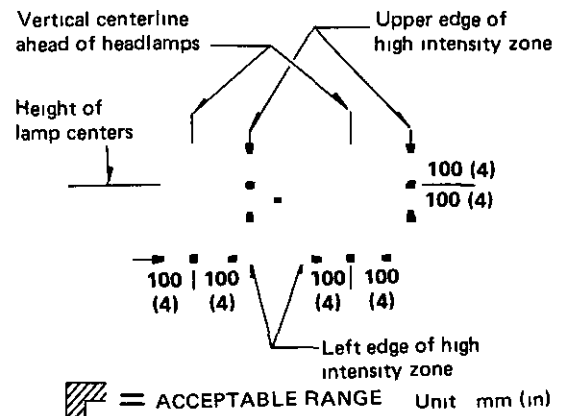 Vertical centerline
ahead of headlamps
Upper edge of
high intensity zone
Height of
lamp centers
100 (4)
100 (4)
100 | 100
(4) (4)
100 | 100
(4) (4)
Left edge of high
intensity zone
= ACCEPTABLE RANGE Unit mm (in)